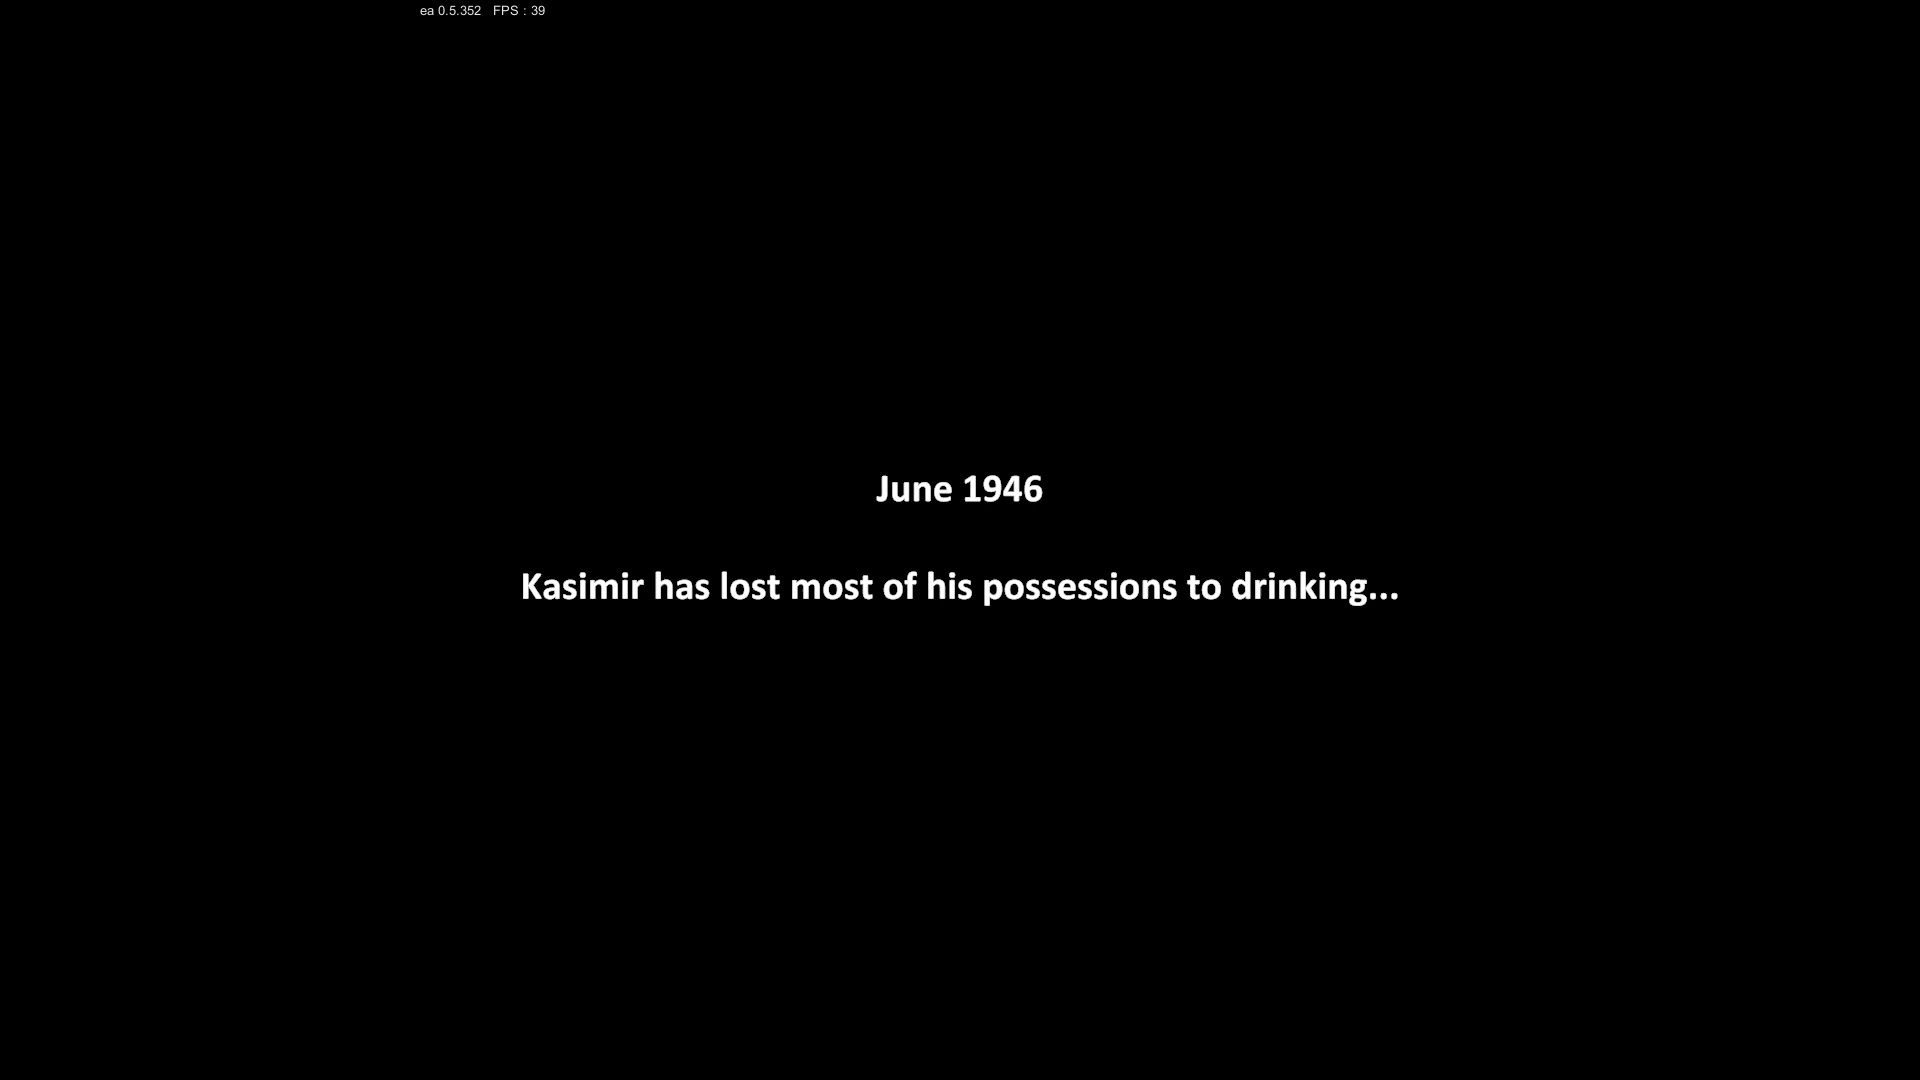 ea 0.5.352 FPS : 39
June 1946
Kasimir has lost most of his possessions to drinking...